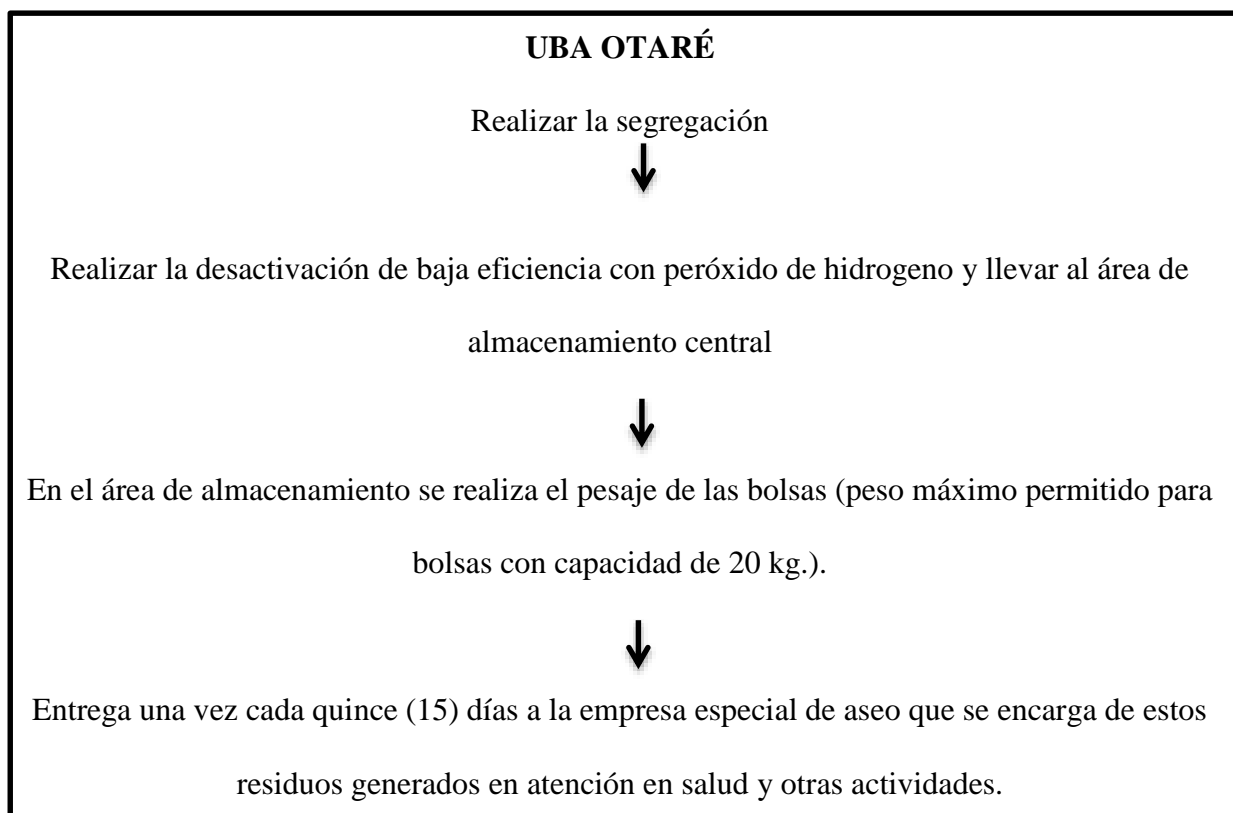 UBA OTARÉ
Realizar la segregación
Realizar la desactivación de baja eficiencia con peróxido de hidrogeno y llevar al área de
almacenamiento central
En el área de almacenamiento se realiza el pesaje de las bolsas (peso máximo permitido para
bolsas con capacidad de 20 kg.).
Entrega una vez cada quince (15) días a la empresa especial de aseo que se encarga de estos
residuos generados en atención en salud y otras actividades.